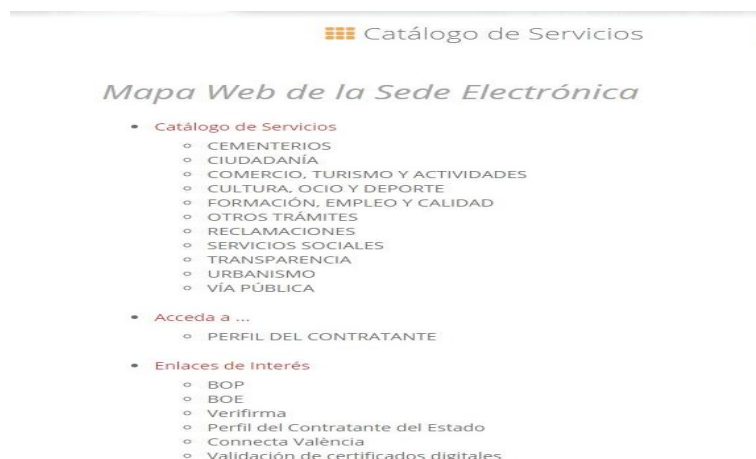 Catálogo de Servicios
Mapa Web de la Sede Electrónica
Catálogo de Servicios
CEMENTERIOS
CIUDADANÍA
COMERCIO, TURISMO Y ACTIVIDADES
CULTURA, OCIO Y DEPORTE
FORMACIÓN, EMPLEO Y CALIDAD
OTROS TRÁMITES
RECLAMACIONES
SERVICIOS SOCIALES
TRANSPARENCIA
URBANISMO
VÍA PÚBLICA
Acceda a ...
PERFIL DEL CONTRATANTE
Enlaces de Interés
BOP
BOE
Verifirma
Perfil del Contratante del Estado
Connecta València
Validación de certificados digitales